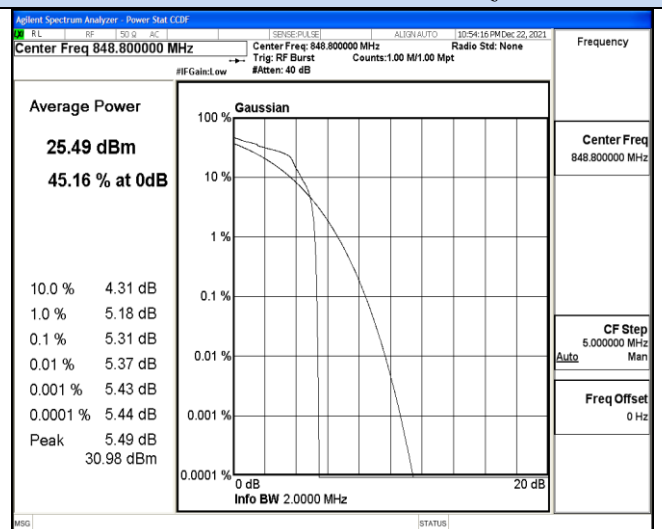 Agilent Spectrum Analyzer - Power Stat CCDF
RL RF 50 Ω AC SENSE:PULSE ALIGN AUTO 10:54:16 PM Dec 22, 2021
Center Freq 848.800000 MHz
Center Freq: 848.800000 MHz Radio Std: None
Trig: RF Burst Counts:1.00 M/1.00 Mpt
#IFGain:Low #Atten: 40 dB
Frequency
Average Power
25.49 dBm
45.16 % at 0dB
10.0 % 4.31 dB
1.0 % 5.18 dB
0.1 % 5.31 dB
0.01 % 5.37 dB
0.001 % 5.43 dB
0.0001 % 5.44 dB
Peak 5.49 dB
30.98 dBm
Gaussian
100 %
10 %
1 %
0.1 %
0.01 %
0.001 %
0.0001 %
0 dB 20 dB
Info BW 2.0000 MHz
Center Freq
848.800000 MHz
CF Step
5.000000 MHz
Auto Man
Freq Offset
0 Hz
MSG STATUS